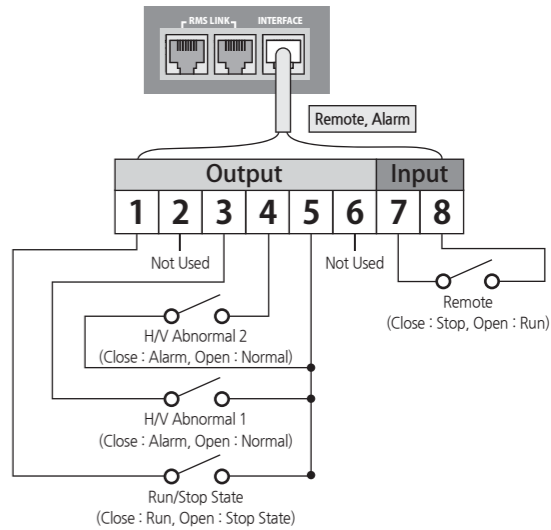 RMS LINK INTERFACE
Remote, Alarm
Output Input
1 2 3 4 5 6 7 8
Not Used Not Used
Remote
(Close : Stop, Open : Run)
H/V Abnormal 2
(Close : Alarm, Open : Normal)
H/V Abnormal 1
(Close : Alarm, Open : Normal)
Run/Stop State
(Close : Run, Open : Stop State)